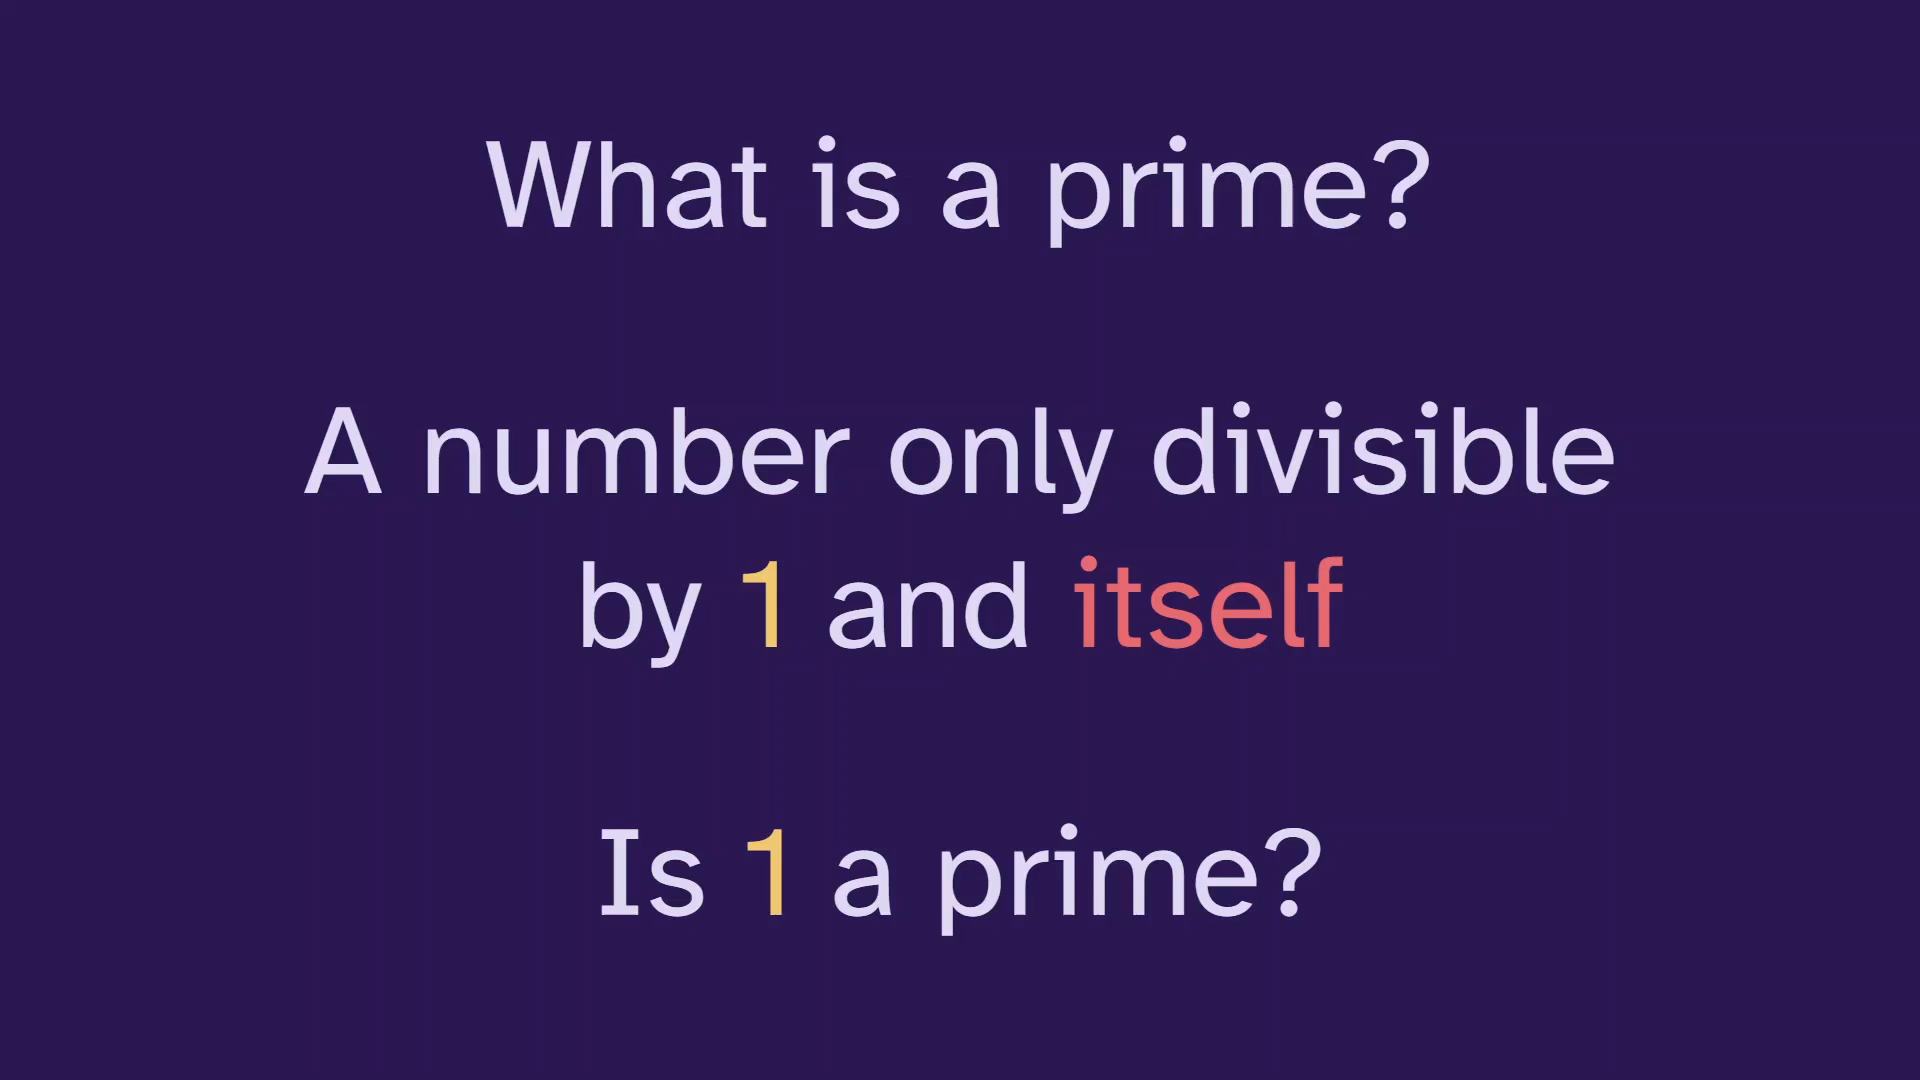 What is a prime?
A number only divisible
by 1 and itself
Is 1 a prime?